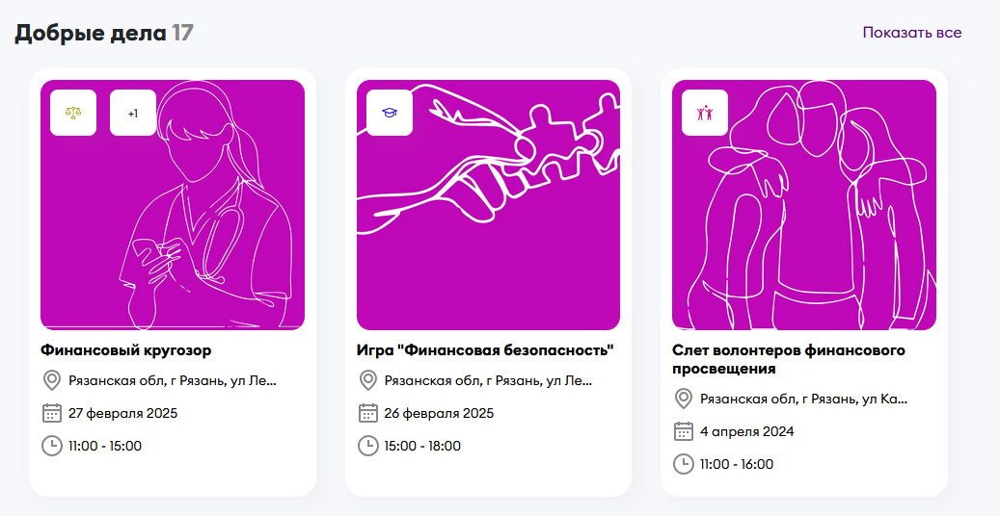 Добрые дела 17
Показать все
+1
Финансовый кругозор
Рязанская обл, г Рязань, ул Ле...
27 февраля 2025
11:00 - 15:00
Игра "Финансовая безопасность"
Рязанская обл, г Рязань, ул Ле...
26 февраля 2025
15:00 - 18:00
Слет волонтеров финансового
просвещения
Рязанская обл, г Рязань, ул Ка...
4 апреля 2024
11:00 - 16:00